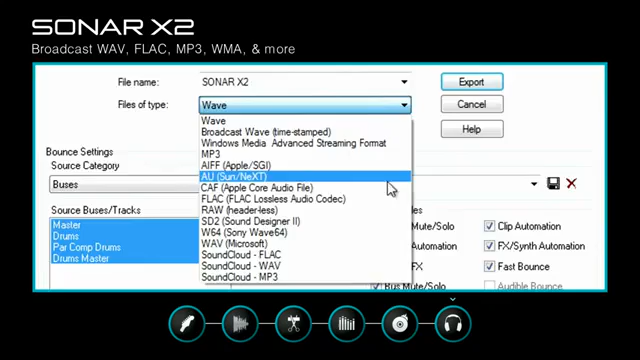 SONAR X2
Broadcast WAV, FLAC, MP3, WMA, & more
File name: SONAR X2 Export
Files of type: Wave Cancel
Wave
Broadcast Wave (time-stamped) Help
Windows Media Advanced Streaming Format
MP3
Bounce Settings
AIFF (Apple/SGI)
Source Category
AU (Sun/NeXT)
Buses
CAF (Apple Core Audio File)
FLAC (FLAC Lossless Audio Codec)
Source Buses/Tracks
RAW (header-less)
Master
SD2 (Sound Designer II)
Mute/Solo Clip Automation
Drums
W64 (Sony Wave64)
Par Comp Drums
WAV (Microsoft)
Automation FX/Synth Automation
Drums Master
SoundCloud - FLAC
SoundCloud - WAV
FX Fast Bounce
SoundCloud - MP3
Bus Mute/Solo Audible Bounce